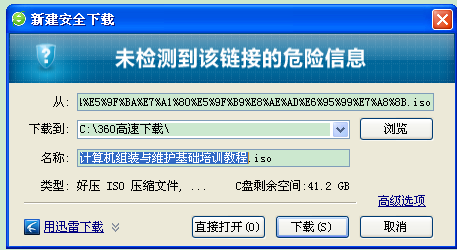 新建安全下载
未检测到该链接的危险信息
从: 4%E5%9F%BA%E7%A1%80%E5%9F%B9%E8%AE%AD%E6%95%99%E7%A8%8B.iso
下载到: C:\360高速下载\ 浏览
名称: 计算机组装与维护基础培训教程.iso
类型: 好压 ISO 压缩文件, ... C盘剩余空间:41.2 GB
高级选项
用迅雷下载 直接打开(O) 下载(S) 取消